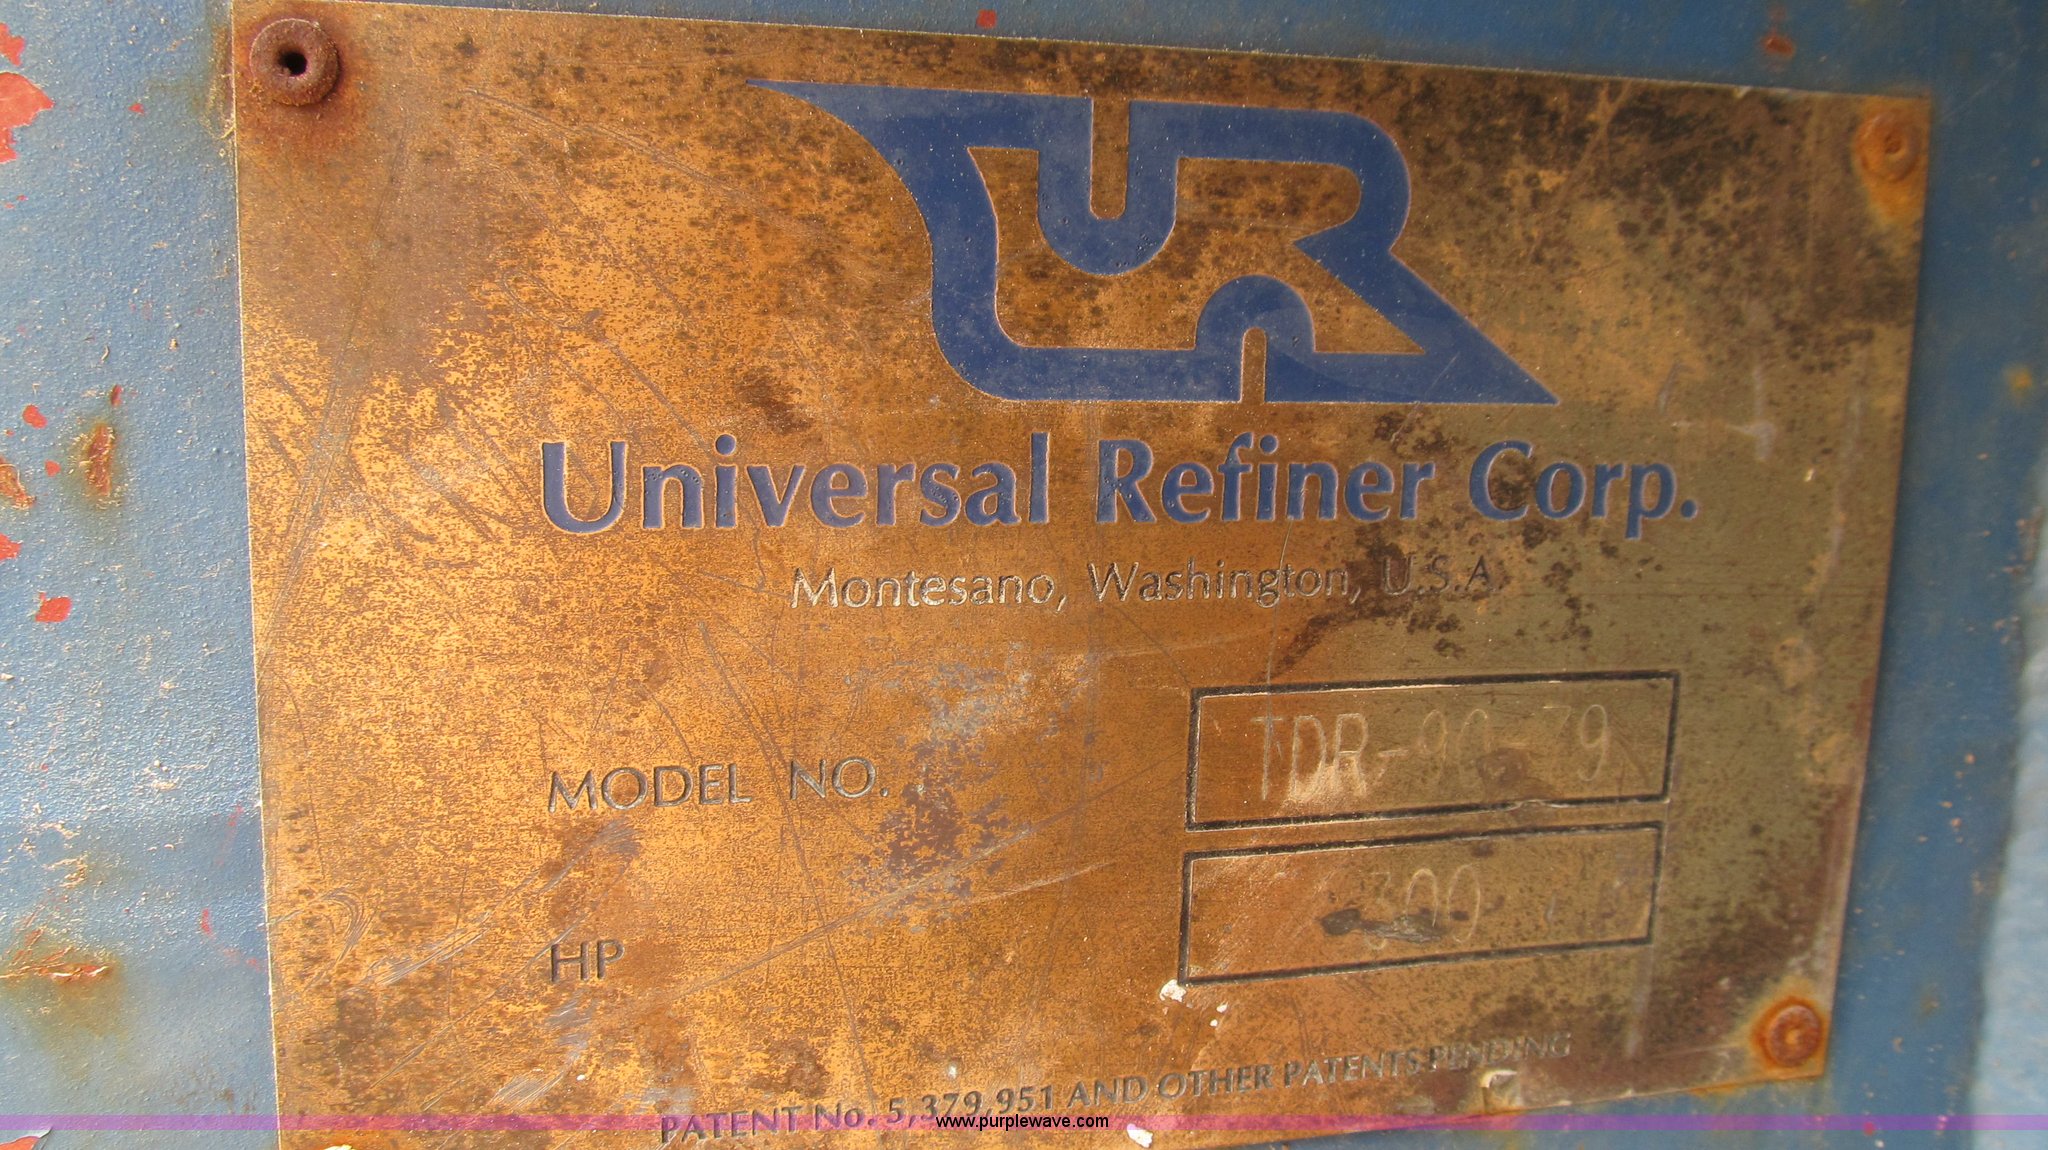 UR
Universal Refiner Corp.
Montesano, Washington, U.S.A.
MODEL NO. TDR-90-79
HP 300
PATENT No. 5,379,951 AND OTHER PATENTS PENDING
www.purplewave.com